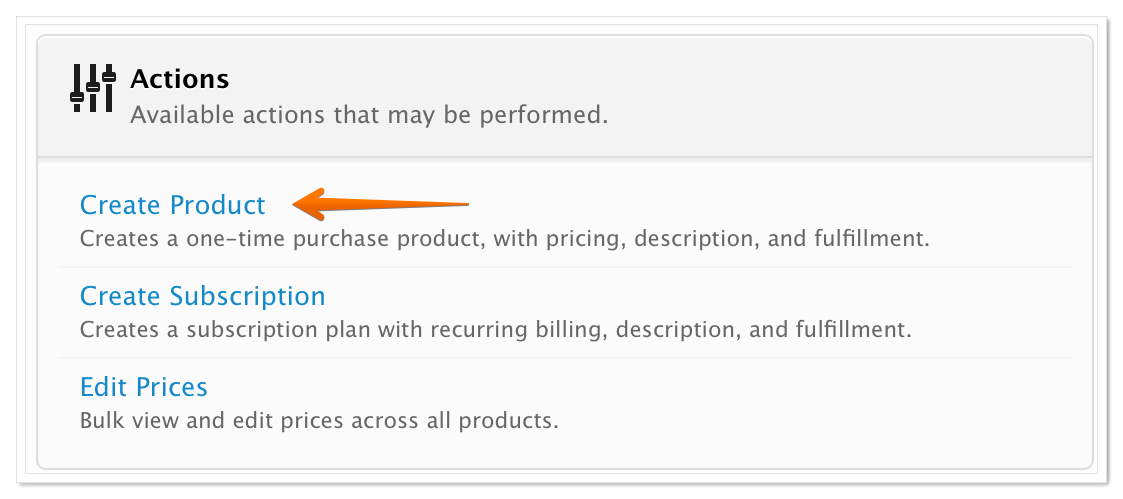 Actions
Available actions that may be performed.
Create Product
Creates a one-time purchase product, with pricing, description, and fulfillment.
Create Subscription
Creates a subscription plan with recurring billing, description, and fulfillment.
Edit Prices
Bulk view and edit prices across all products.